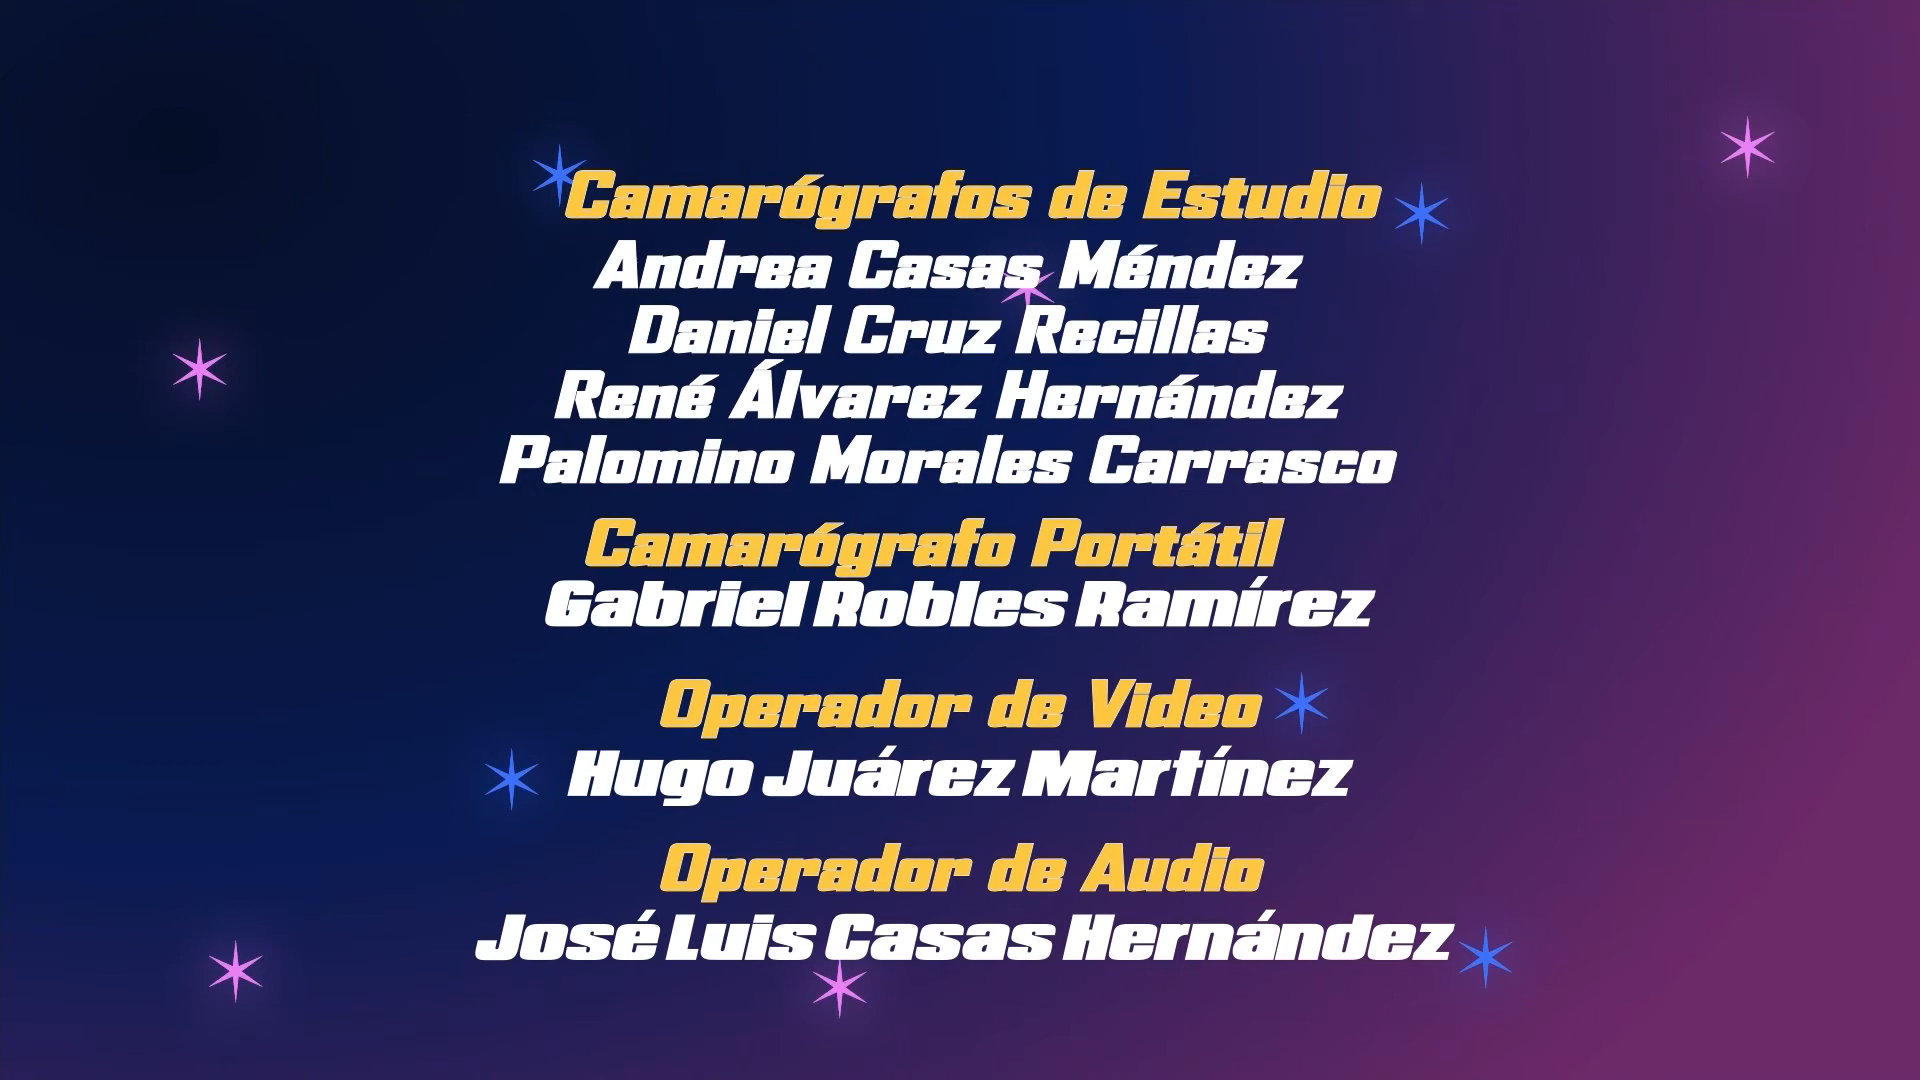 Camarógrafos de Estudio
Andrea Casas Méndez
Daniel Cruz Recillas
René Álvarez Hernández
Palomino Morales Carrasco
Camarógrafo Portátil
Gabriel Robles Ramírez
Operador de Video
Hugo Juárez Martínez
Operador de Audio
José Luis Casas Hernández